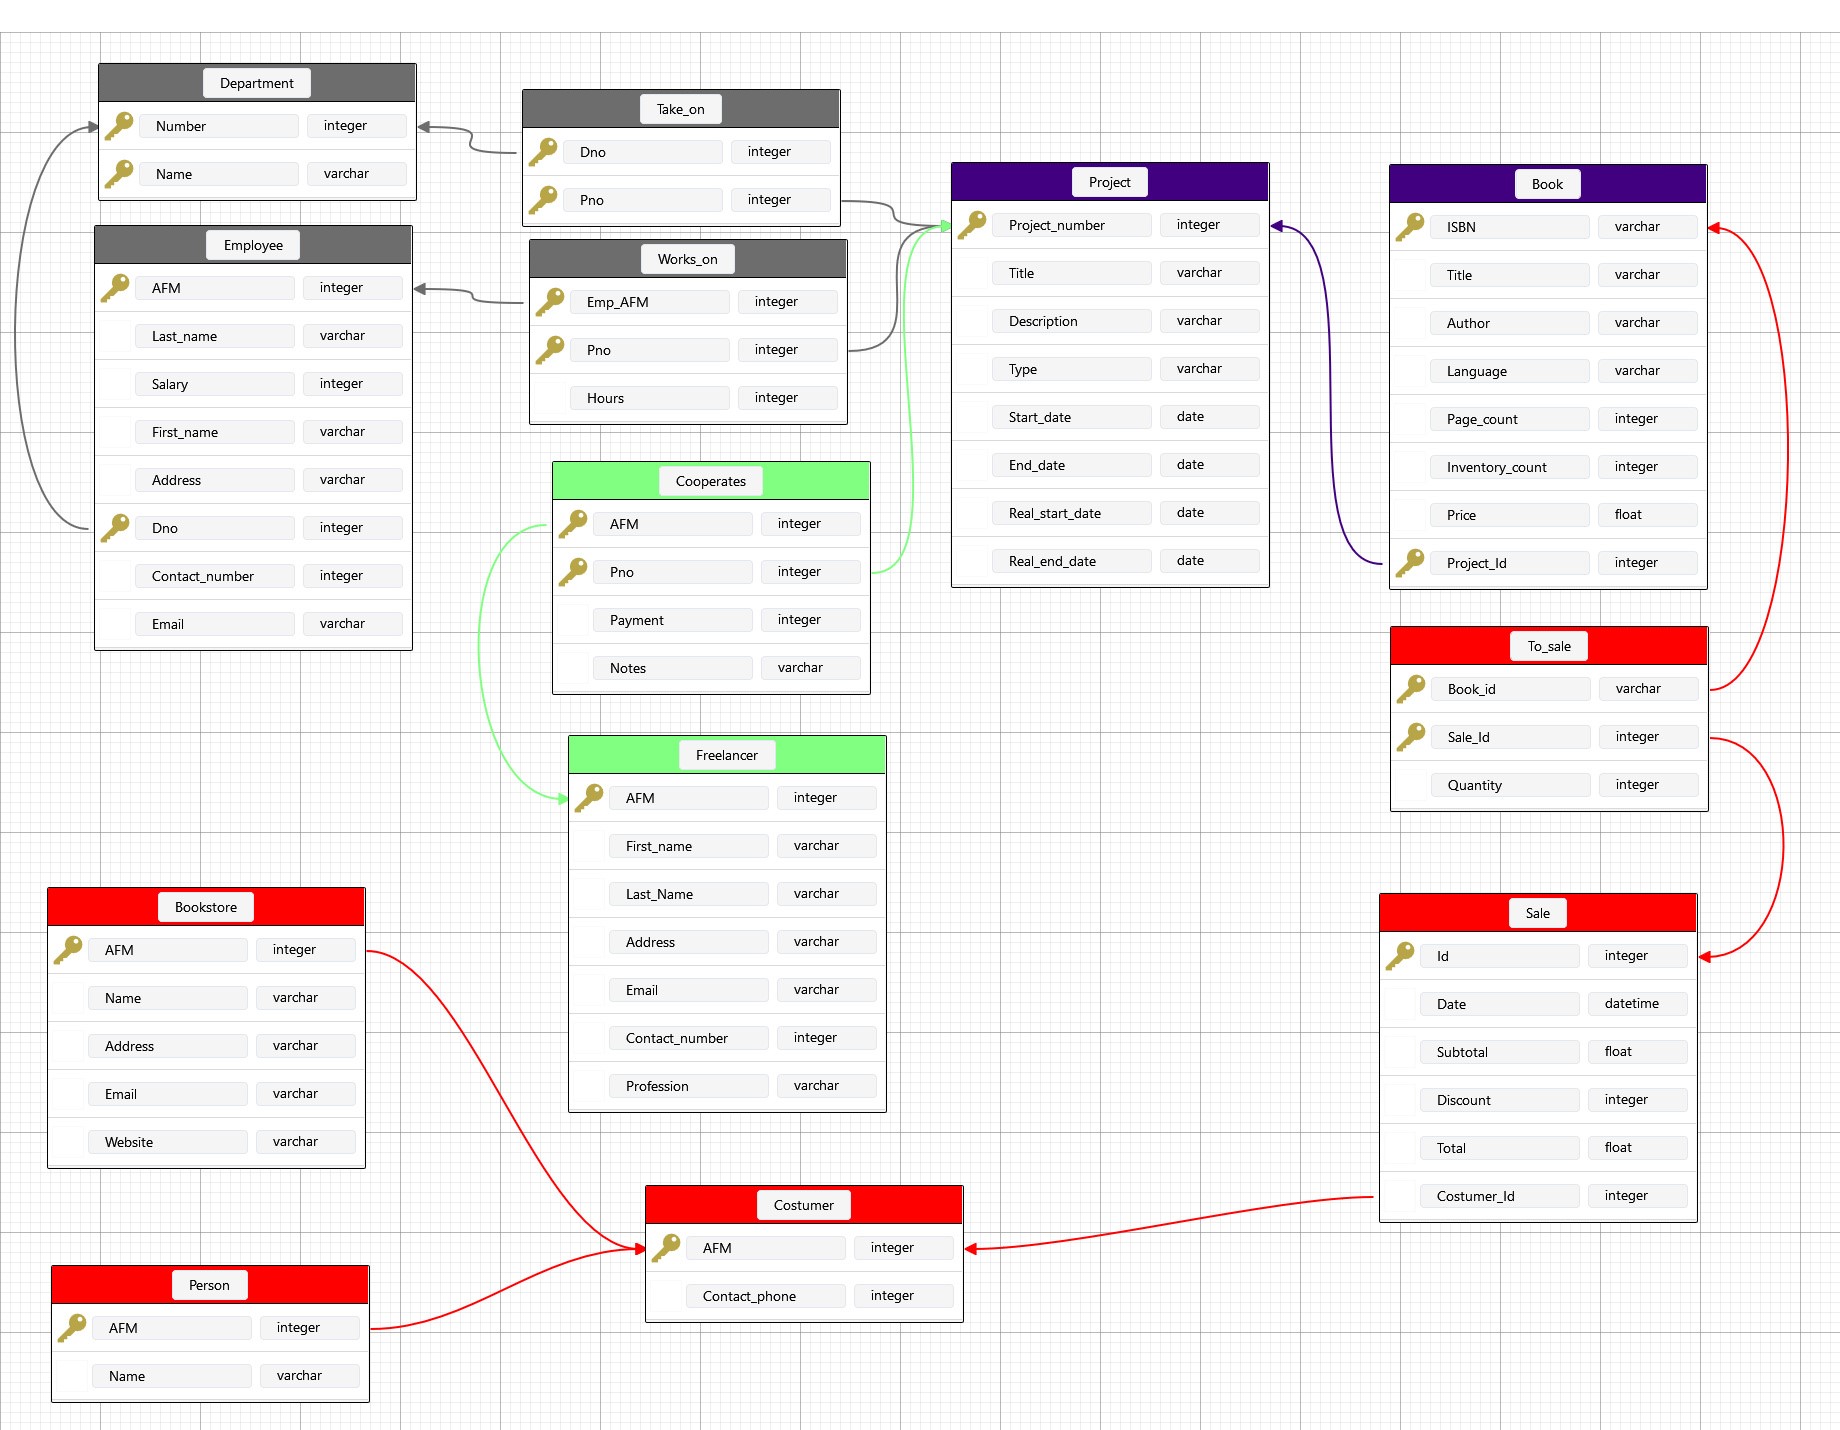 Department
Number integer
Name varchar
Employee
AFM integer
Last_name varchar
Salary integer
First_name varchar
Address varchar
Dno integer
Contact_number integer
Email varchar
Take_on
Dno integer
Pno integer
Works_on
Emp_AFM integer
Pno integer
Hours integer
Cooperates
AFM integer
Pno integer
Payment integer
Notes varchar
Freelancer
AFM integer
First_name varchar
Last_Name varchar
Address varchar
Email varchar
Contact_number integer
Profession varchar
Project
Project_number integer
Title varchar
Description varchar
Type varchar
Start_date date
End_date date
Real_start_date date
Real_end_date date
Book
ISBN varchar
Title varchar
Author varchar
Language varchar
Page_count integer
Inventory_count integer
Price float
Project_Id integer
To_sale
Book_id varchar
Sale_Id integer
Quantity integer
Sale
Id integer
Date datetime
Subtotal float
Discount integer
Total float
Costumer_Id integer
Bookstore
AFM integer
Name varchar
Address varchar
Email varchar
Website varchar
Person
AFM integer
Name varchar
Costumer
AFM integer
Contact_phone integer